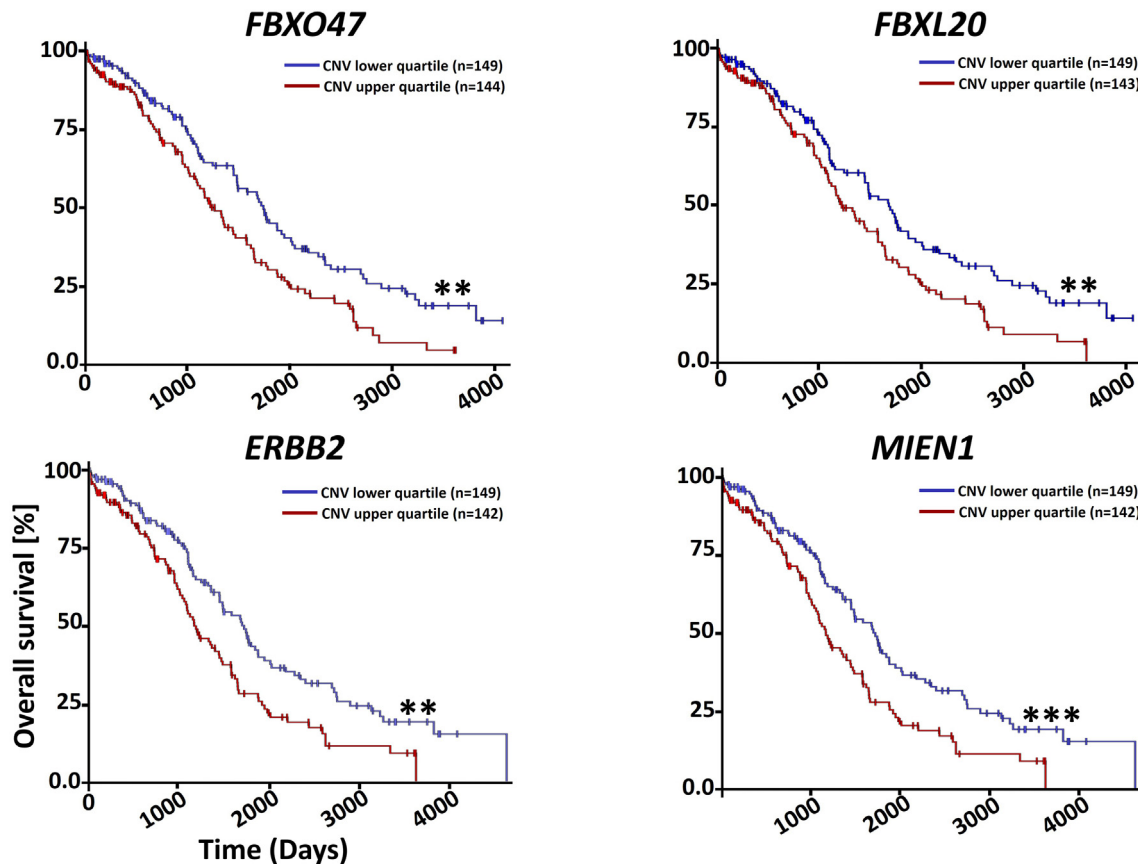 FBXO47
100
75
50
25
0.0
CNV lower quartile (n=149)
CNV upper quartile (n=144)
**
0 1000 2000 3000 4000
FBXL20
100
75
50
25
0.0
CNV lower quartile (n=149)
CNV upper quartile (n=143)
**
0 1000 2000 3000 4000
ERBB2
Overall survival [%]
100
75
50
25
0.0
CNV lower quartile (n=149)
CNV upper quartile (n=142)
**
0 1000 2000 3000 4000
Time (Days)
MIEN1
100
75
50
25
0.0
CNV lower quartile (n=149)
CNV upper quartile (n=142)
***
1000 2000 3000 4000